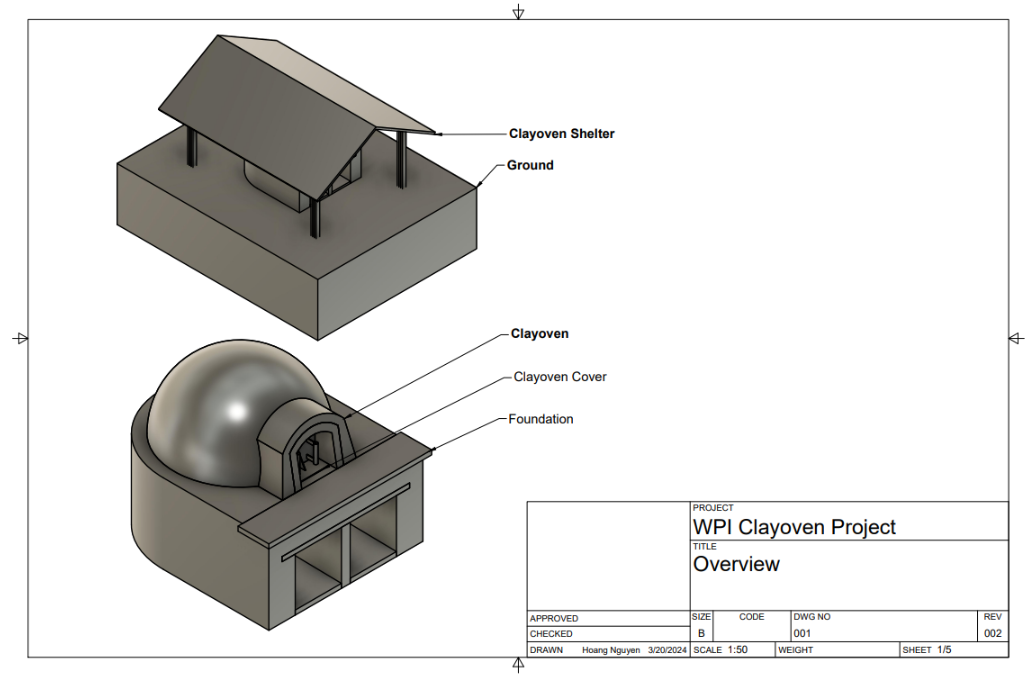 Clayoven Shelter
Ground
Clayoven
Clayoven Cover
Foundation
PROJECT
WPI Clayoven Project
TITLE
Overview
APPROVED
CHECKED
DRAWN Hoang Nguyen 3/20/2024
SIZE CODE DWG NO REV
B 001 002
SCALE 1:50 WEIGHT SHEET 1/5